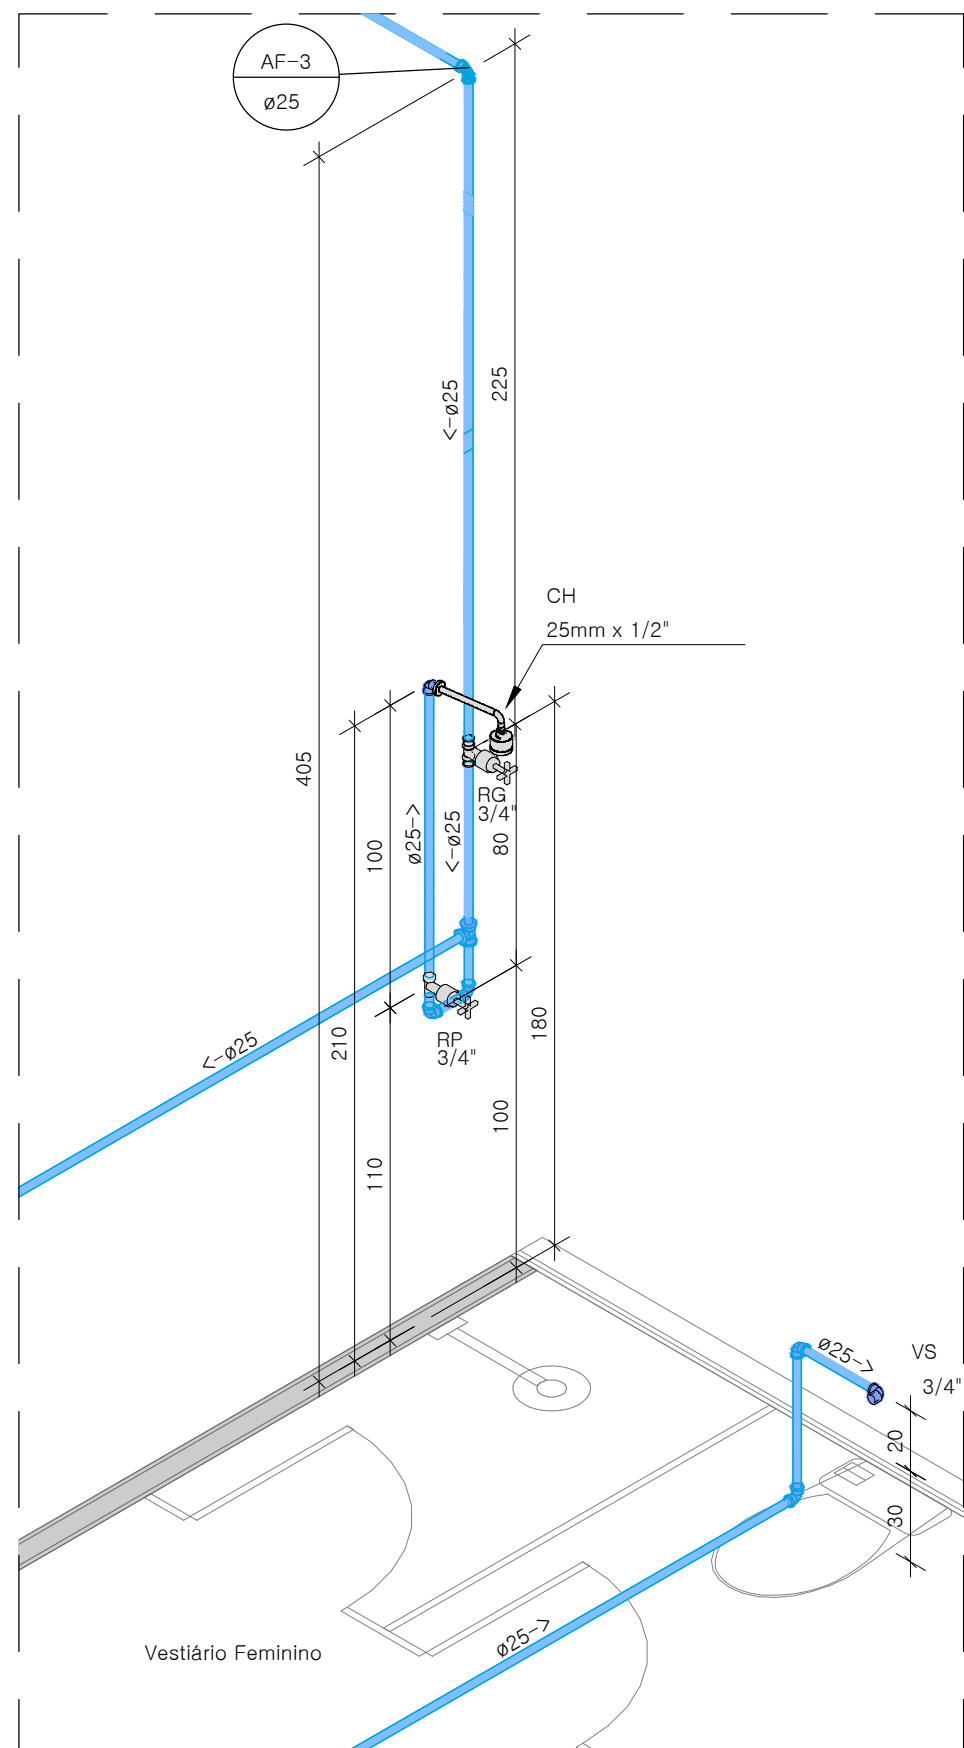 AF-3
ø25
<-ø25
225
CH
25mm x 1/2"
405
100
ø25->
<-ø25
RG
3/4"
80
210
<-ø25
RP
3/4"
180
110
100
ø25->
VS
3/4"
20
30
ø25->
Vestiário Feminino